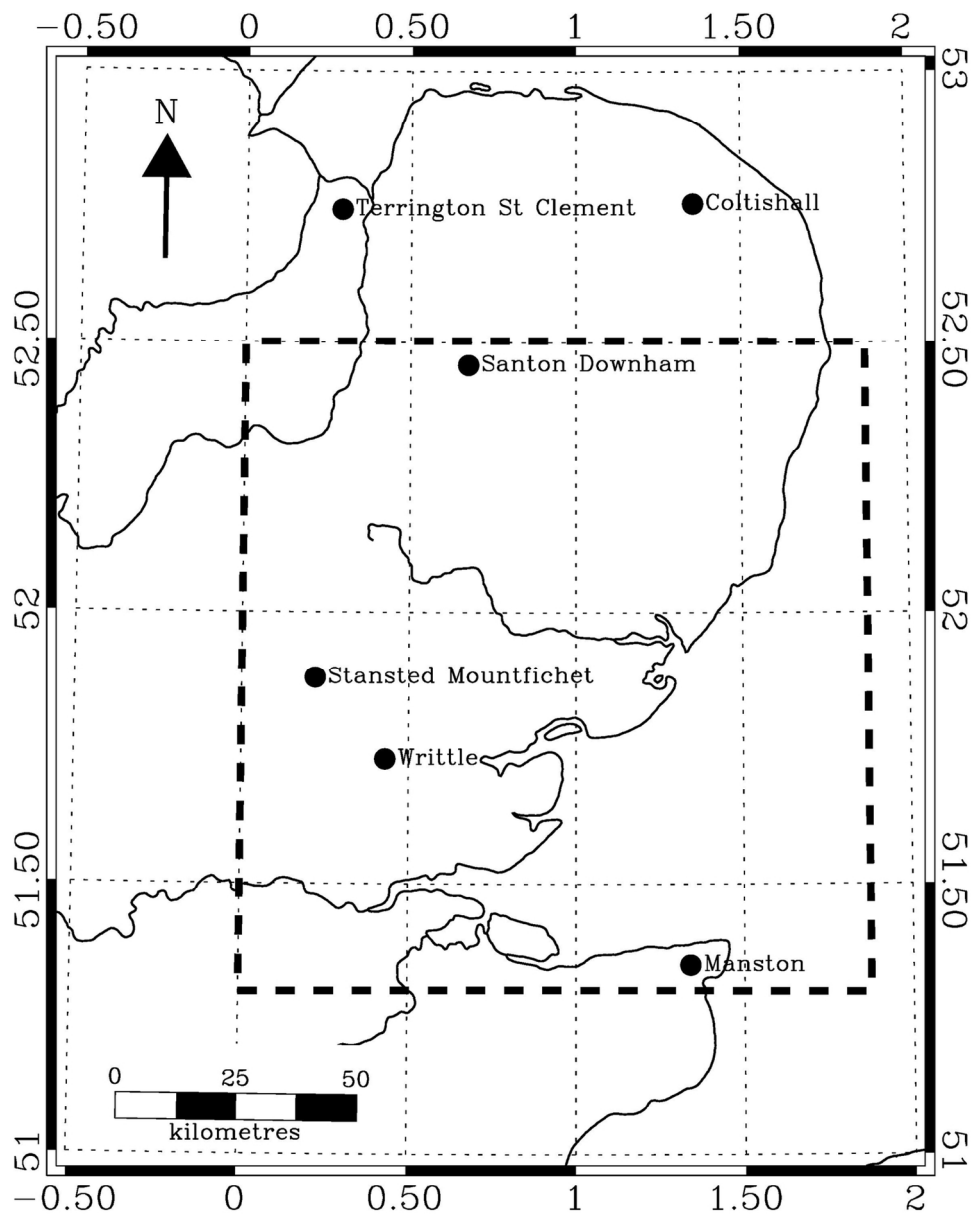 -0.50 0 0.50 1 1.50 2
53
N
Terrington St Clement
Coltishall
52.50
52.50
Santon Downham
52
52
Stansted Mountfichet
Writtle
51.50
51.50
Manston
0 25 50
kilometres
51
51
-0.50 0 0.50 1 1.50 2